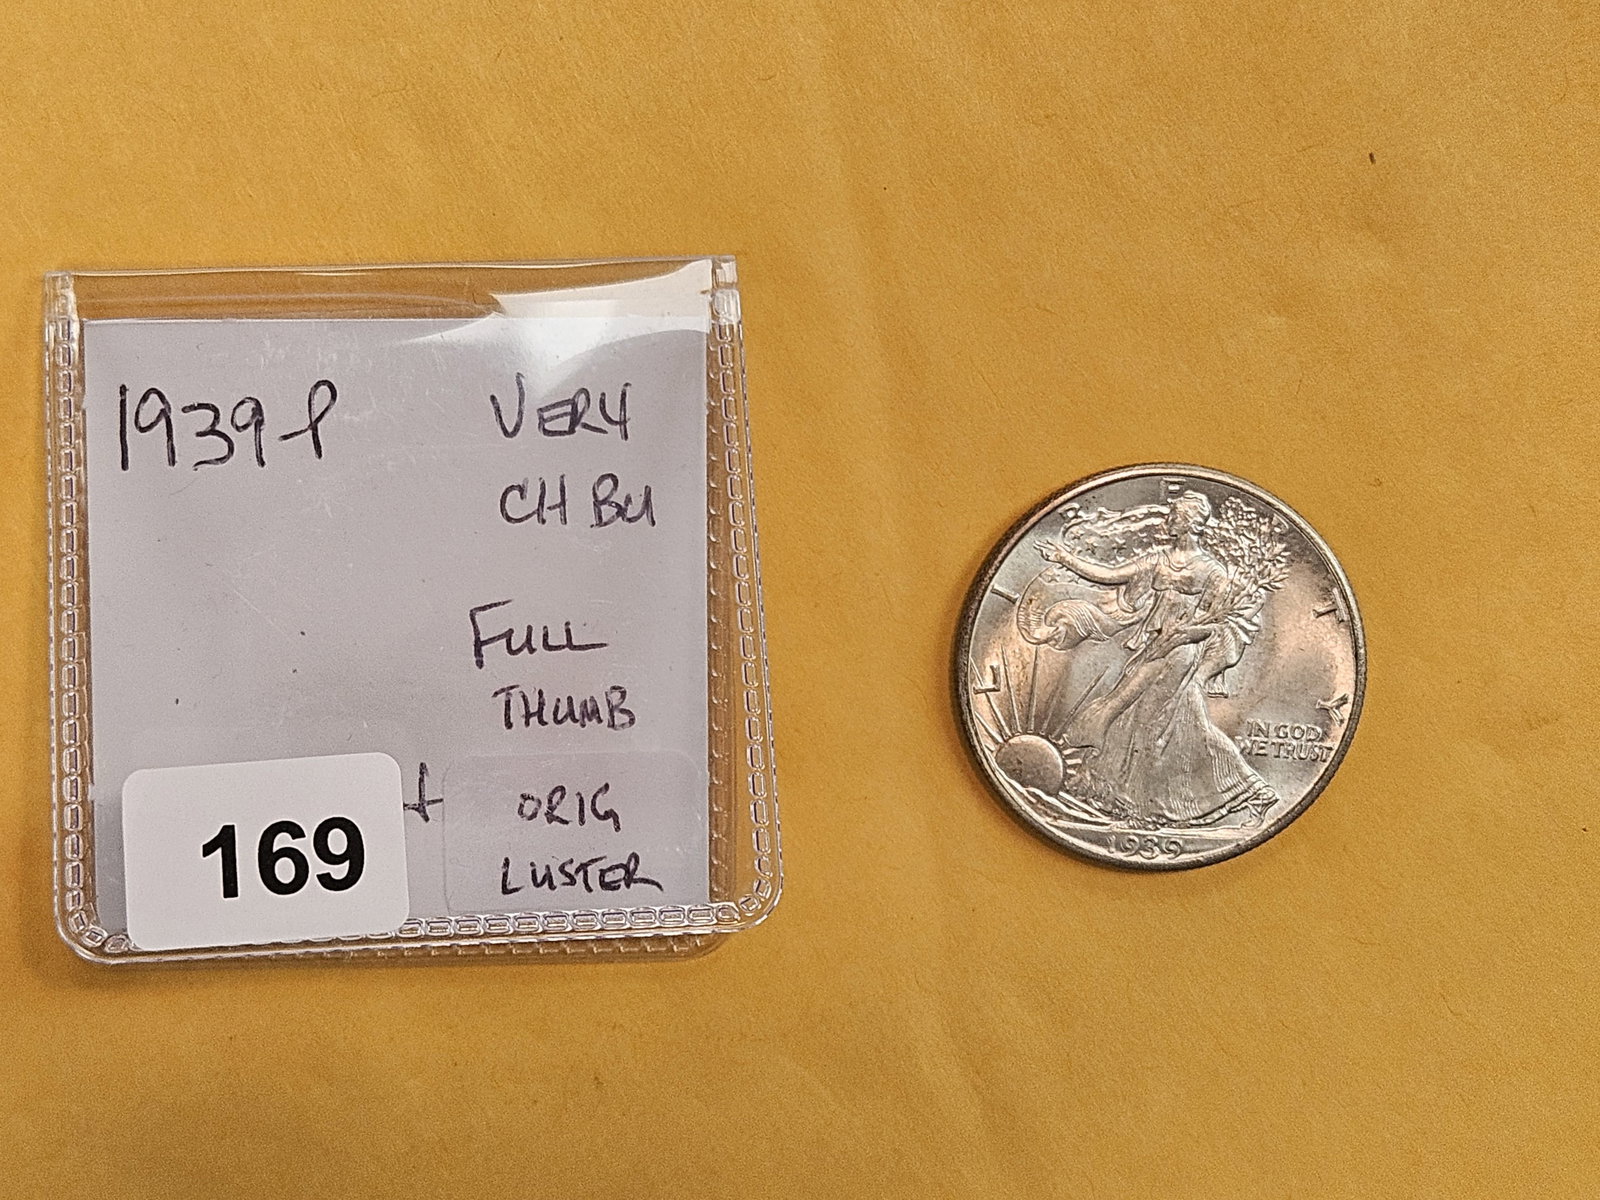 1939 P
VERY
CH BU
FULL
THUMB
+ ORIG
LUSTER
169
LIBERTY
IN GOD
WE TRUST
1939